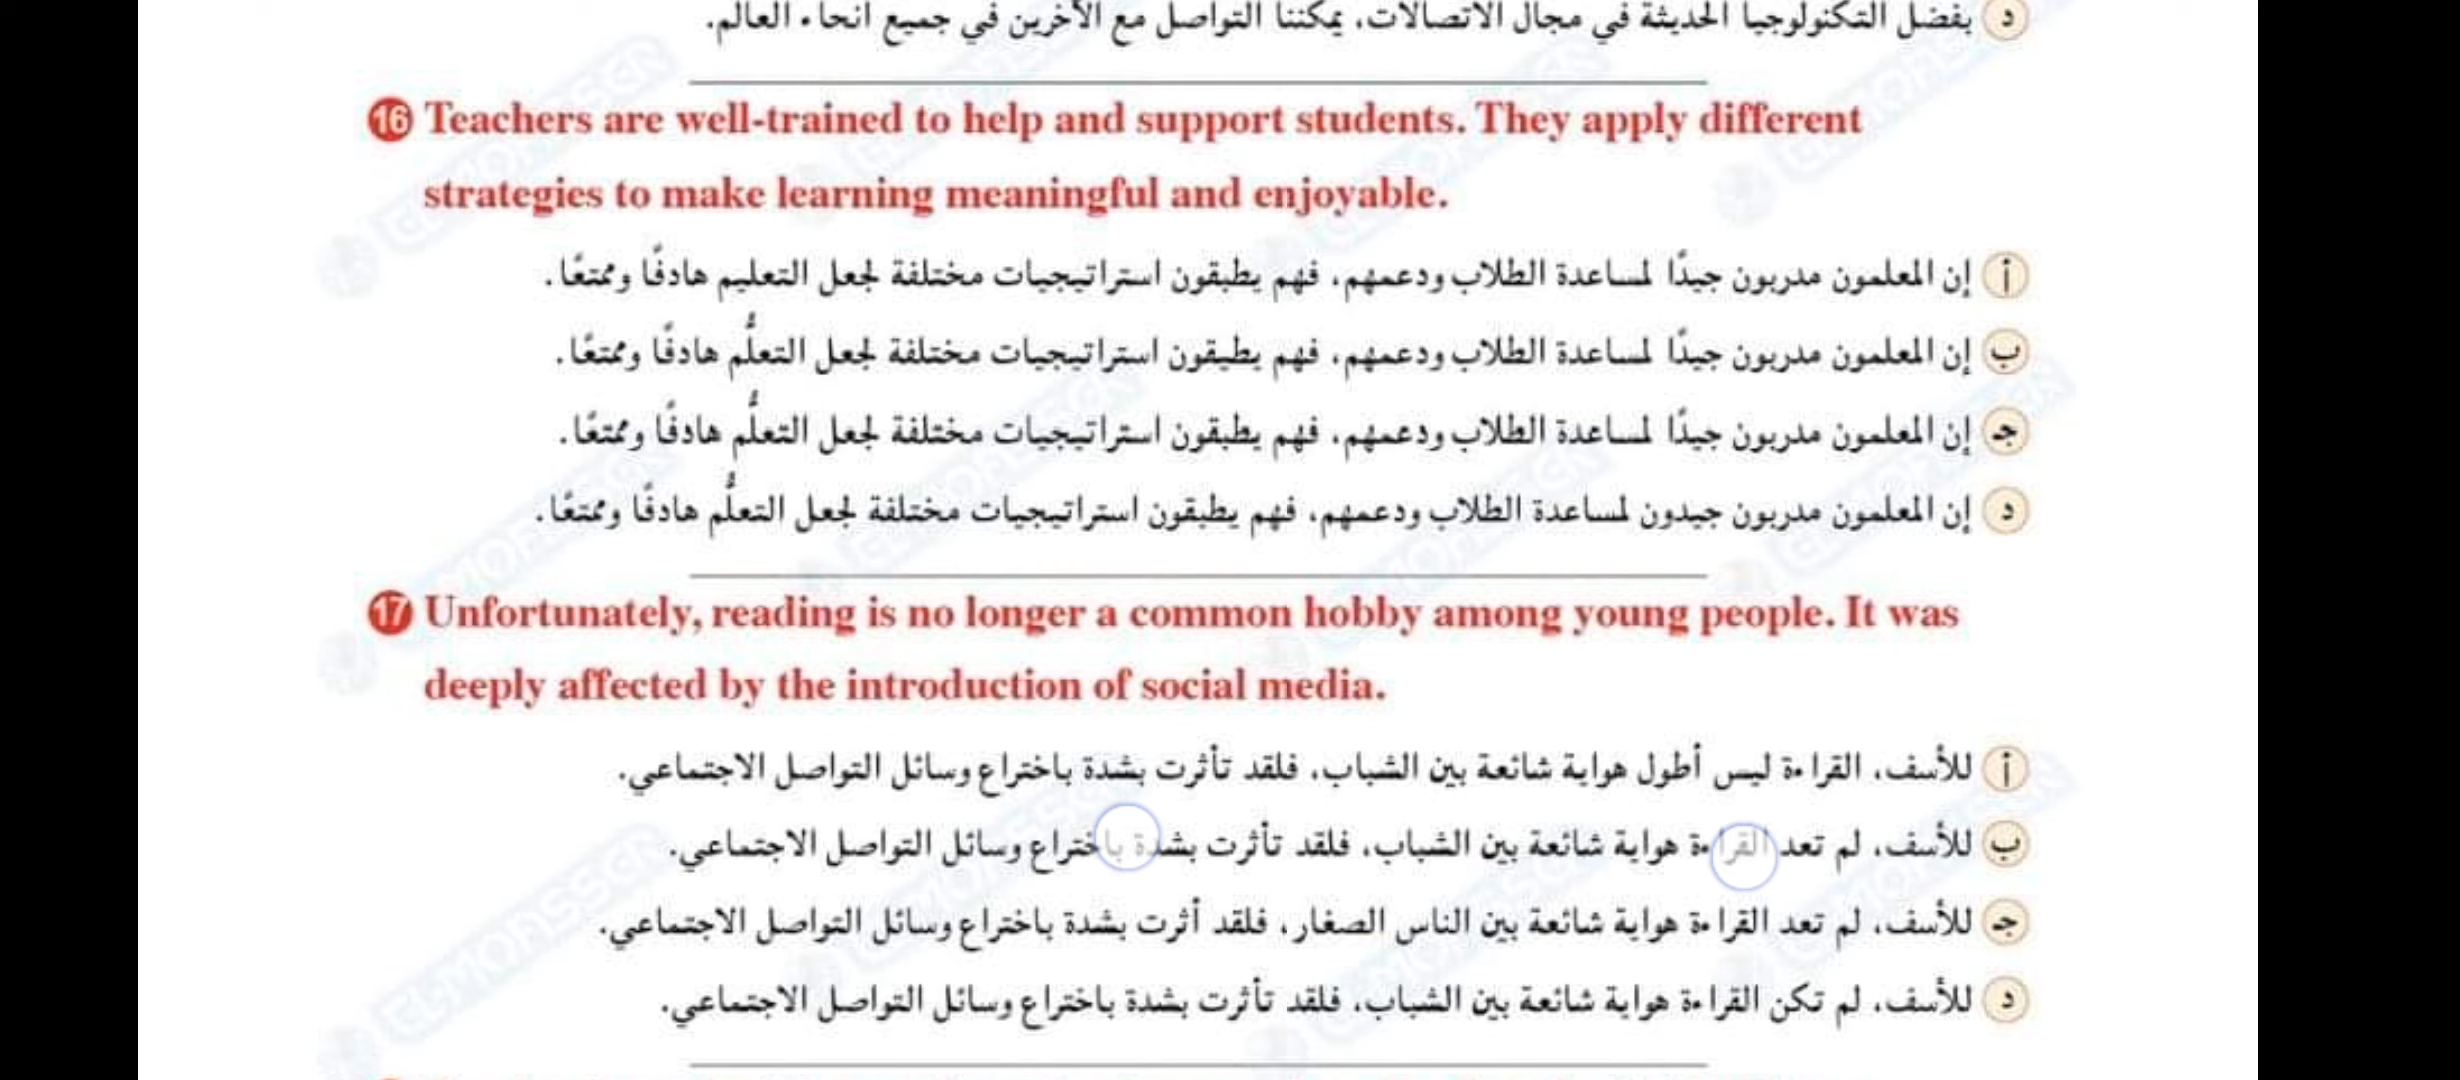 د بفضل التكنولوجيا الحديثة في مجال الاتصالات، يمكننا التواصل مع الآخرين في جميع أنحاء العالم.
16 Teachers are well-trained to help and support students. They apply different
strategies to make learning meaningful and enjoyable.
أ إن المعلمون مدربون جيدًا لمساعدة الطلاب ودعمهم، فهم يطبقون استراتيجيات مختلفة لجعل التعليم هادفًا وممتعًا.
ب إن المعلمون مدربون جيدًا لمساعدة الطلاب ودعمهم، فهم يطيقون استراتيجيات مختلفة لجعل التعلُّم هادفًا وممتعًا.
جـ إن المعلمون مدربون جيدًا لمساعدة الطلاب ودعمهم، فهم يطبقون استراتيجيات مختلفة لجعل التعلُّم هادفًا وممتعًا.
د إن المعلمون مدربون جيدون لمساعدة الطلاب ودعمهم، فهم يطبقون استراتيجيات مختلفة لجعل التعلُّم هادفًا وممتعًا.
17 Unfortunately, reading is no longer a common hobby among young people. It was
deeply affected by the introduction of social media.
أ للأسف، القراءة ليس أطول هواية شائعة بين الشباب، فلقد تأثرت بشدة باختراع وسائل التواصل الاجتماعي.
ب للأسف، لم تعد القراءة هواية شائعة بين الشباب، فلقد تأثرت بشدة باختراع وسائل التواصل الاجتماعي.
جـ للأسف، لم تعد القراءة هواية شائعة بين الناس الصغار، فلقد أثرت بشدة باختراع وسائل التواصل الاجتماعي.
د للأسف، لم تكن القراءة هواية شائعة بين الشباب، فلقد تأثرت بشدة باختراع وسائل التواصل الاجتماعي.